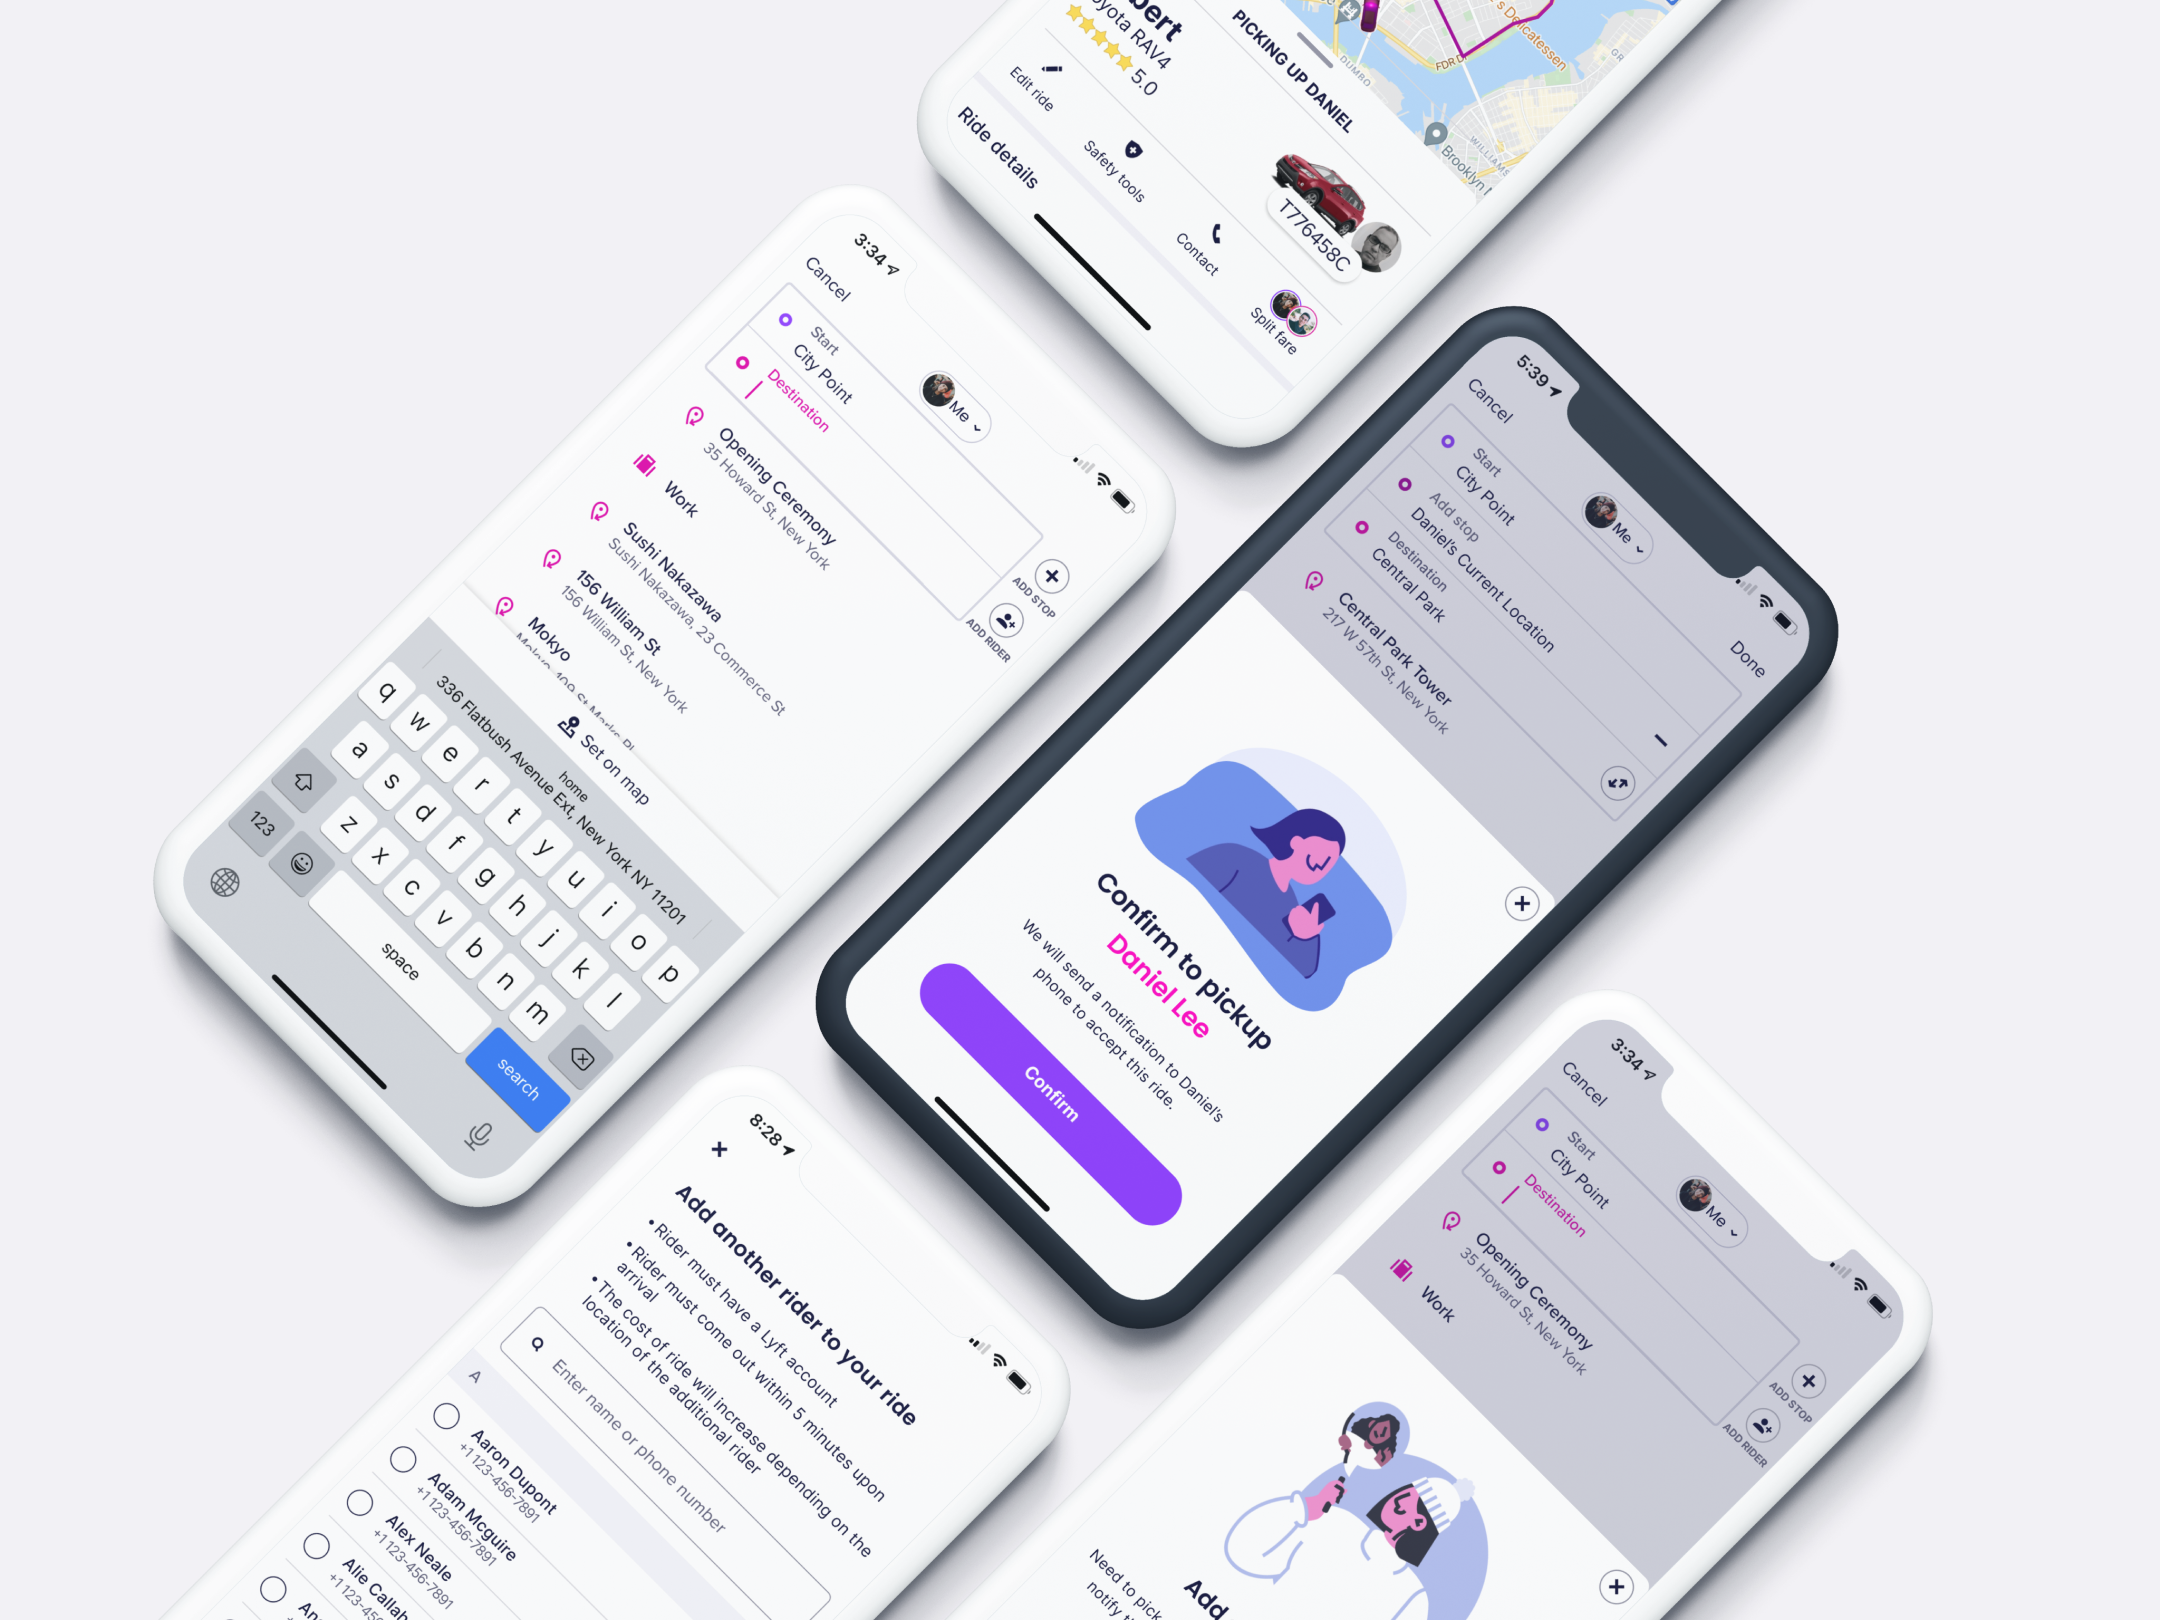 PICKING UP DANIEL
Toyota RAV4
5.0
T776458C
Edit ride
Safety tools
Contact
Split fare
Ride details
FDR D
DUMBO
Delicatessen
Brooklyn
3:34
Cancel
Me
Start
City Point
Destination
ADD STOP
ADD RIDER
Opening Ceremony
35 Howard St, New York
Work
Sushi Nakazawa
Sushi Nakazawa, 23 Commerce St
156 William St
156 William St, New York
Mokyo
Set on map
home
336 Flatbush Avenue Ext, New York NY 11201
q w e r t y u i o p
a s d f g h j k l
z x c v b n m
123
space
search
5:39
Cancel
Me
Done
Start
City Point
Add stop
Daniel's Current Location
Destination
Central Park
Central Park Tower
217 W 57th St, New York
Confirm to pickup
Daniel Lee
We will send a notification to Daniel's
phone to accept this ride.
Confirm
8:28
Add another rider to your ride
• Rider must have a Lyft account
• Rider must come out within 5 minutes upon
arrival
• The cost of ride will increase depending on the
location of the additional rider
Enter name or phone number
A
Aaron Dupont
+1 123-456-7891
Adam Mcguire
+1 123-456-7891
Alex Neale
+1 123-456-7891
Alie Callah
+1 123-456
3:34
Cancel
Me
Start
City Point
Destination
ADD STOP
ADD RIDER
Opening Ceremony
35 Howard St, New York
Work
Add
Need to pick
notify